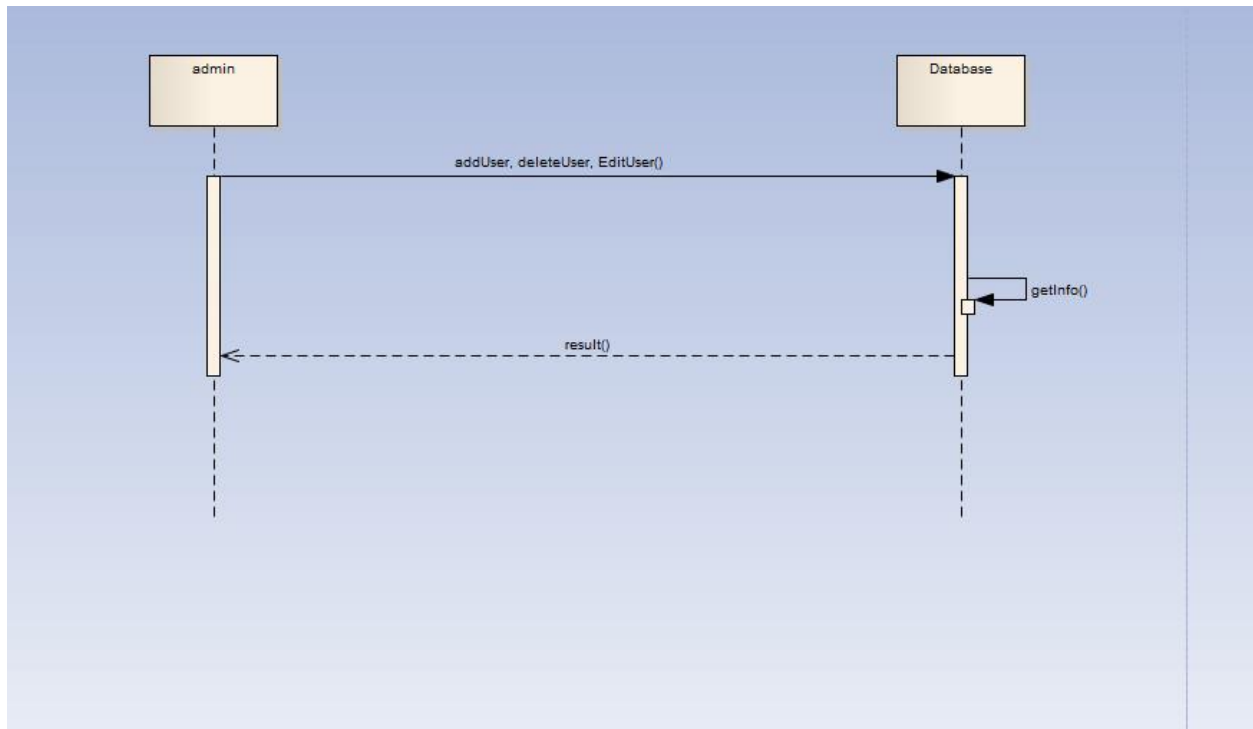 admin
Database
addUser, deleteUser, EditUser()
getInfo()
result()